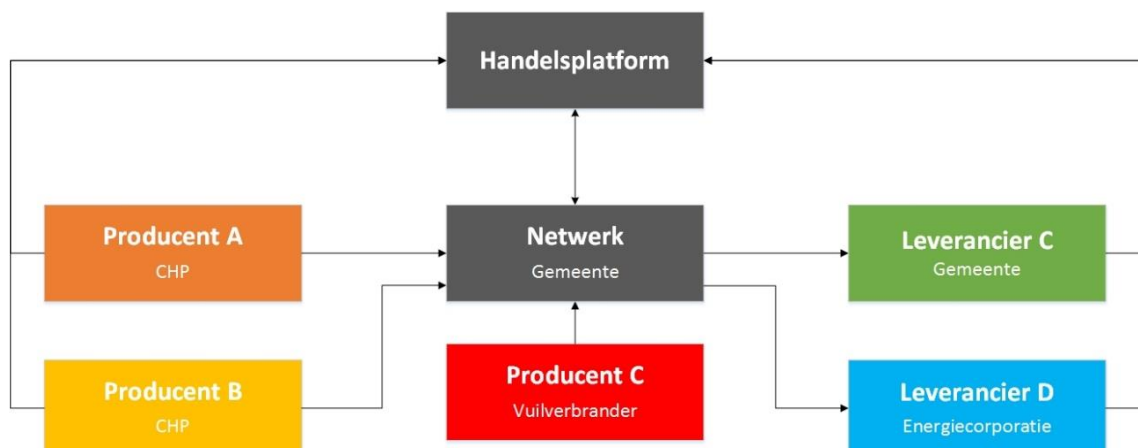 Handelsplatform
Producent A
CHP
Netwerk
Gemeente
Leverancier C
Gemeente
Producent B
CHP
Producent C
Vuilverbrander
Leverancier D
Energiecorporatie